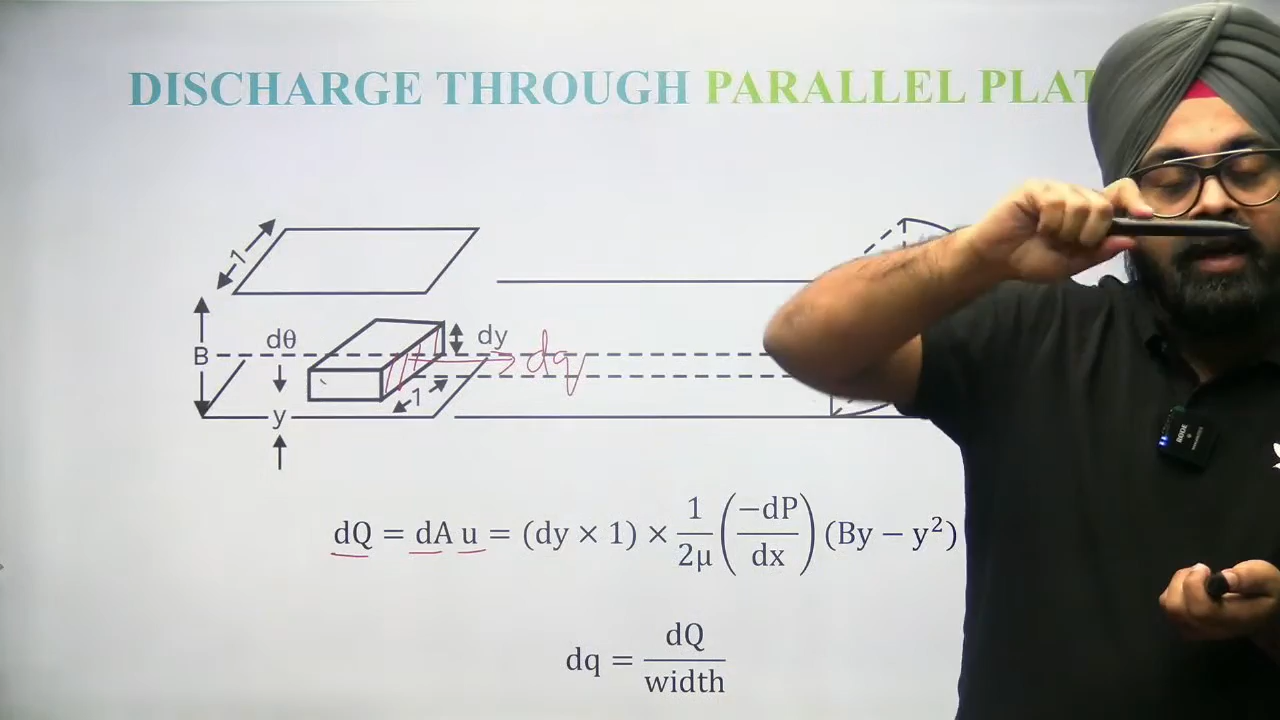 DISCHARGE THROUGH PARALLEL PLAT
1
B
dθ
dy
dq
1
y
dQ = dA u = (dy × 1) × 1/2μ (−dP/dx) (By − y²)
dq = dQ/width
RØDE